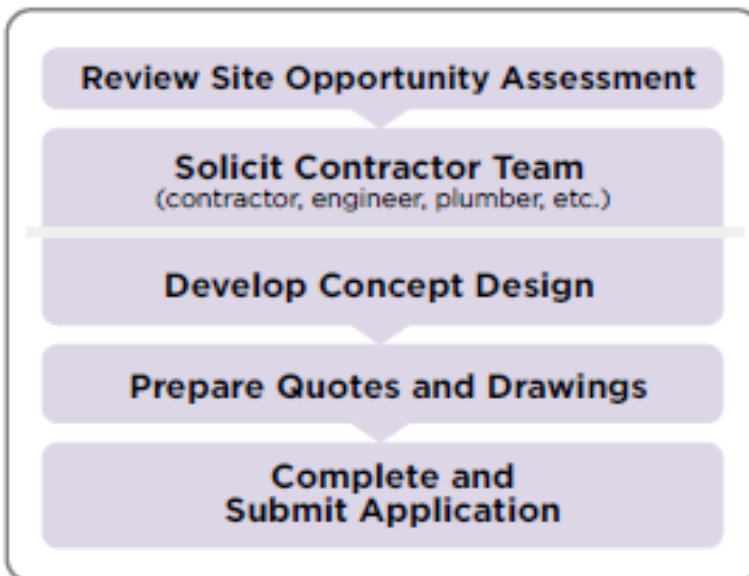 Review Site Opportunity Assessment
Solicit Contractor Team
(contractor, engineer, plumber, etc.)
Develop Concept Design
Prepare Quotes and Drawings
Complete and
Submit Application